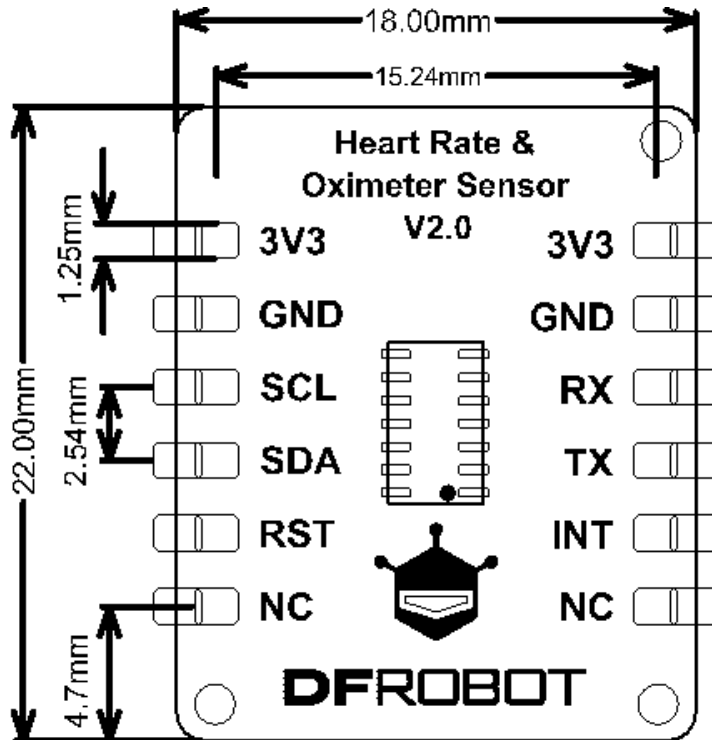 18.00mm
15.24mm
Heart Rate &
Oximeter Sensor
V2.0
1.25mm
3V3
3V3
GND
GND
22.00mm
2.54mm
SCL
RX
SDA
TX
RST
INT
4.7mm
NC
NC
DFROBOT